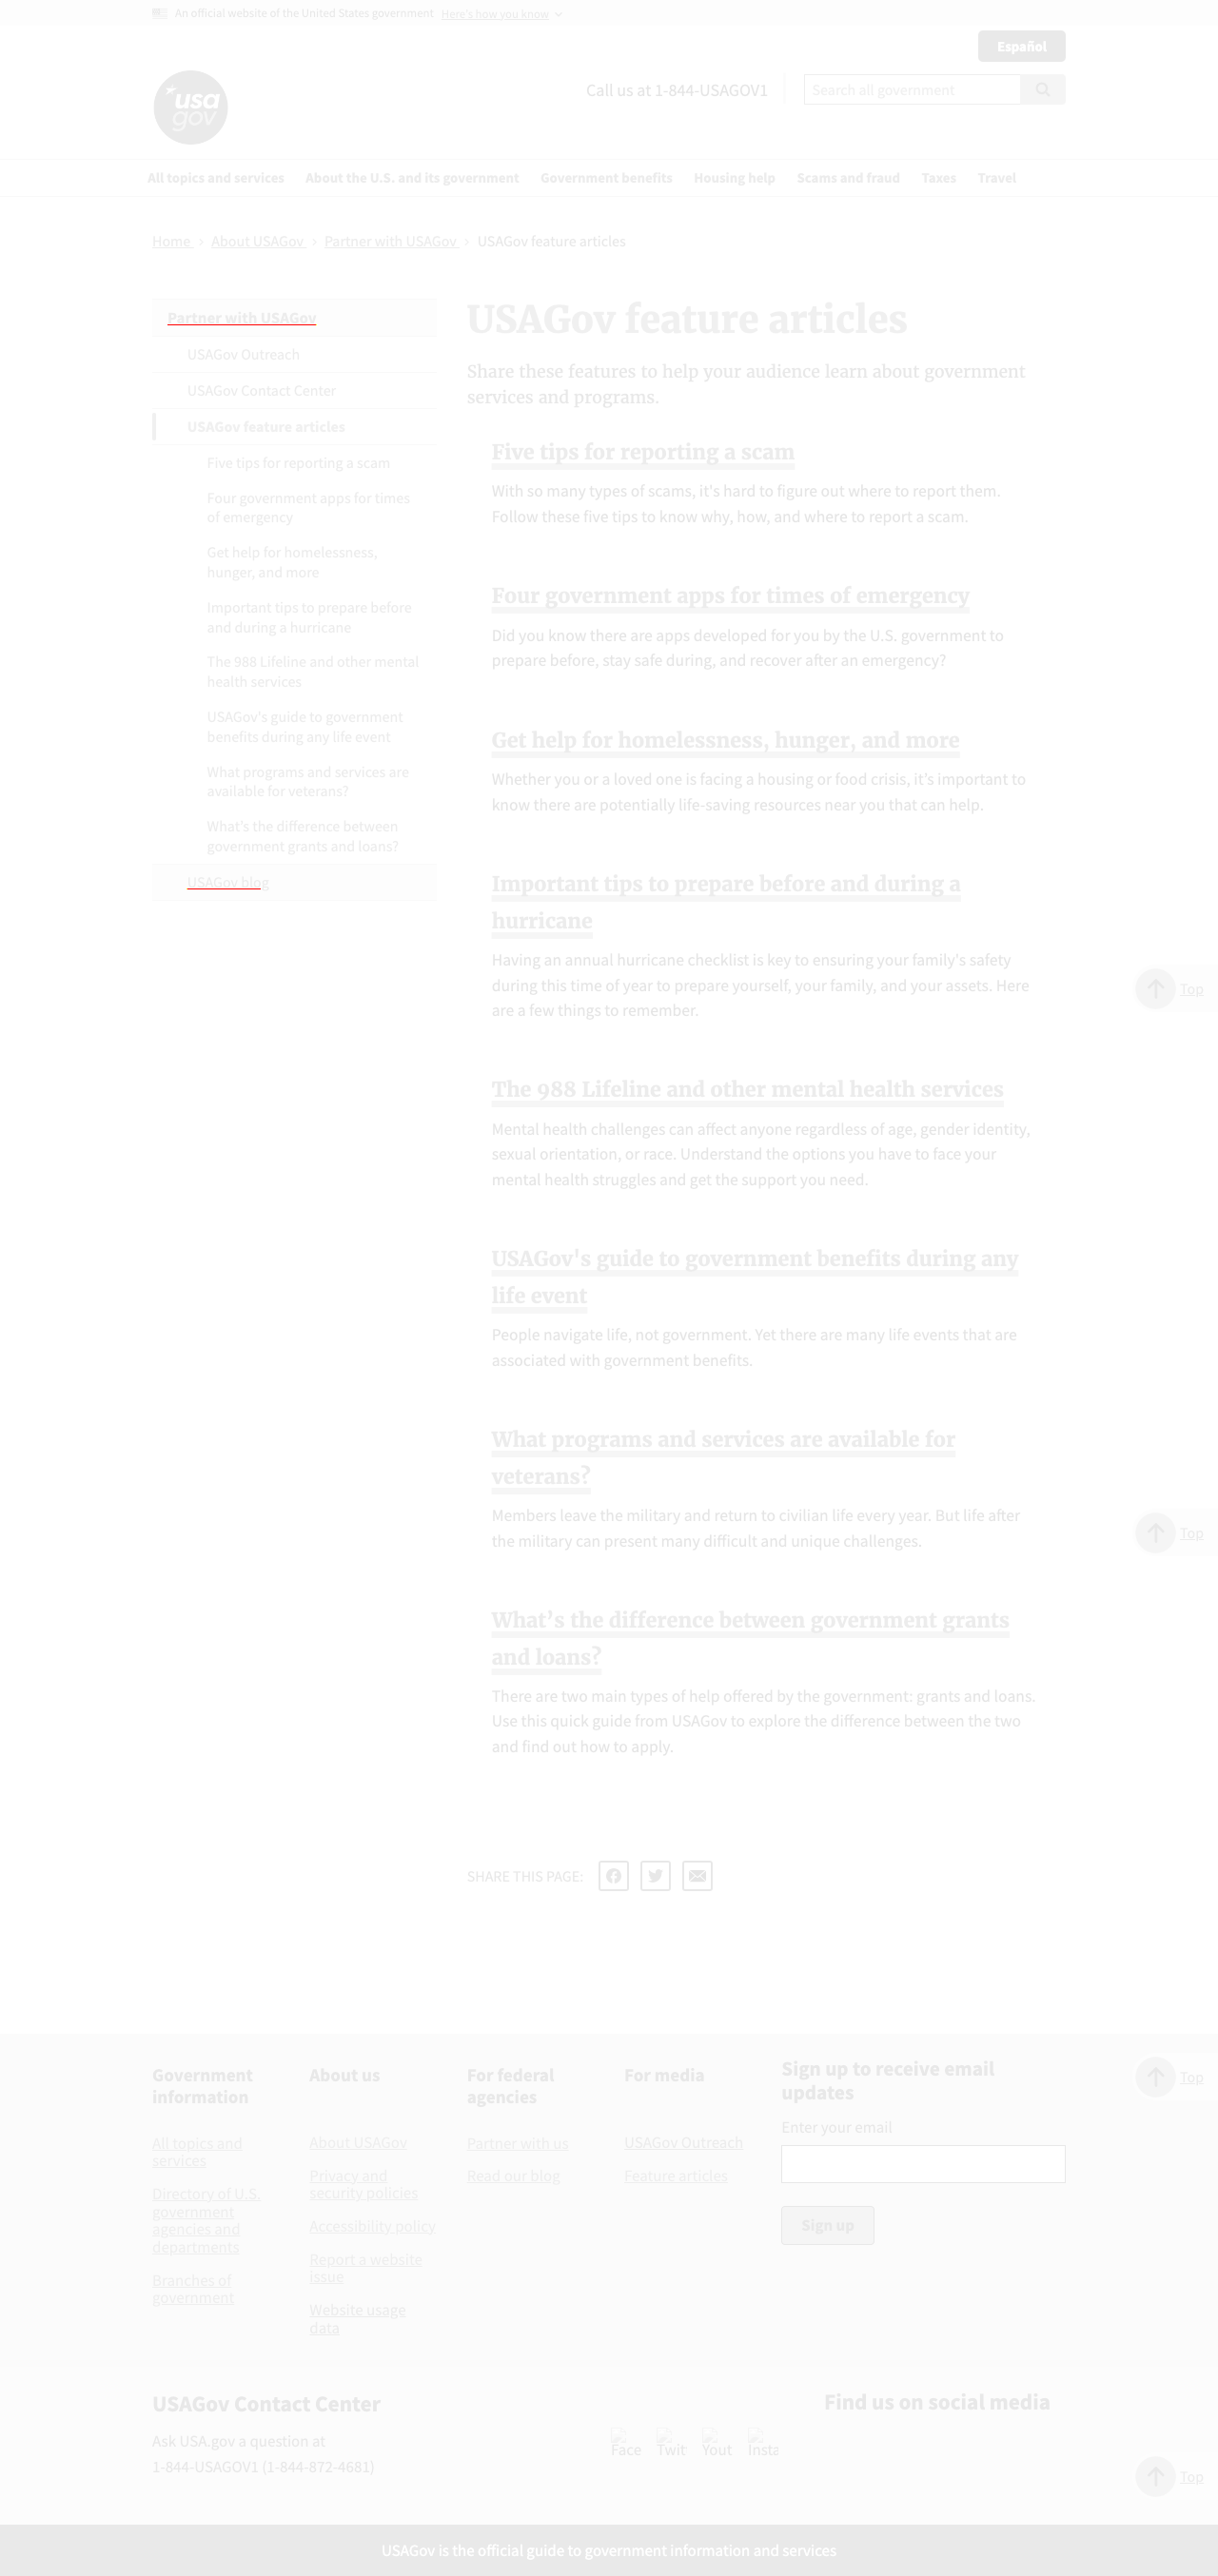 An official website of the United States government Here's how you know
Español
usa
gov
Call us at 1-844-USAGOV1
Search all government
All topics and services About the U.S. and its government Government benefits Housing help Scams and fraud Taxes Travel
Home About USAGov Partner with USAGov USAGov feature articles
Partner with USAGov
USAGov Outreach
USAGov Contact Center
USAGov feature articles
Five tips for reporting a scam
Four government apps for times
of emergency
Get help for homelessness,
hunger, and more
Important tips to prepare before
and during a hurricane
The 988 Lifeline and other mental
health services
USAGov's guide to government
benefits during any life event
What programs and services are
available for veterans?
What's the difference between
government grants and loans?
USAGov blog
USAGov feature articles
Share these features to help your audience learn about government
services and programs.
Five tips for reporting a scam
With so many types of scams, it's hard to figure out where to report them.
Follow these five tips to know why, how, and where to report a scam.
Four government apps for times of emergency
Did you know there are apps developed for you by the U.S. government to
prepare before, stay safe during, and recover after an emergency?
Get help for homelessness, hunger, and more
Whether you or a loved one is facing a housing or food crisis, it’s important to
know there are potentially life-saving resources near you that can help.
Important tips to prepare before and during a
hurricane
Having an annual hurricane checklist is key to ensuring your family's safety
during this time of year to prepare yourself, your family, and your assets. Here
are a few things to remember.
The 988 Lifeline and other mental health services
Mental health challenges can affect anyone regardless of age, gender identity,
sexual orientation, or race. Understand the options you have to face your
mental health struggles and get the support you need.
USAGov's guide to government benefits during any
life event
People navigate life, not government. Yet there are many life events that are
associated with government benefits.
What programs and services are available for
veterans?
Members leave the military and return to civilian life every year. But life after
the military can present many difficult and unique challenges.
What’s the difference between government grants
and loans?
There are two main types of help offered by the government: grants and loans.
Use this quick guide from USAGov to explore the difference between the two
and find out how to apply.
Top
Top
SHARE THIS PAGE:
Government
information
All topics and
services
Directory of U.S.
government
agencies and
departments
Branches of
government
About us
About USAGov
Privacy and
security policies
Accessibility policy
Report a website
issue
Website usage
data
For federal
agencies
Partner with us
Read our blog
For media
USAGov Outreach
Feature articles
Sign up to receive email
updates
Enter your email
Sign up
Top
USAGov Contact Center
Ask USA.gov a question at
1-844-USAGOV1 (1-844-872-4681)
Find us on social media
Face Twit Yout Insta
Top
USAGov is the official guide to government information and services